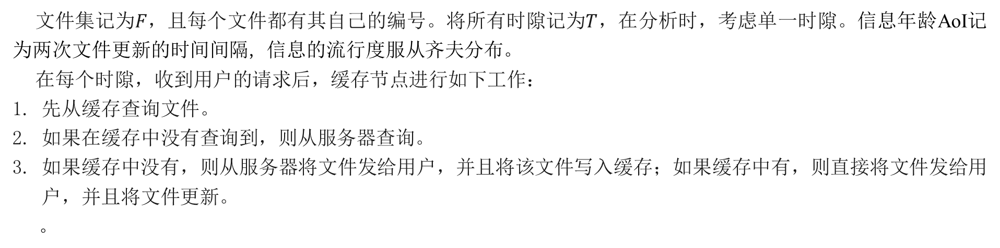 文件集记为F，且每个文件都有其自己的编号。将所有时隙记为T，在分析时，考虑单一时隙。信息年龄AoI记
为两次文件更新的时间间隔, 信息的流行度服从齐夫分布。
在每个时隙，收到用户的请求后，缓存节点进行如下工作：
1. 先从缓存查询文件。
2. 如果在缓存中没有查询到，则从服务器查询。
3. 如果缓存中没有，则从服务器将文件发给用户，并且将该文件写入缓存；如果缓存中有，则直接将文件发给用
户，并且将文件更新。
。